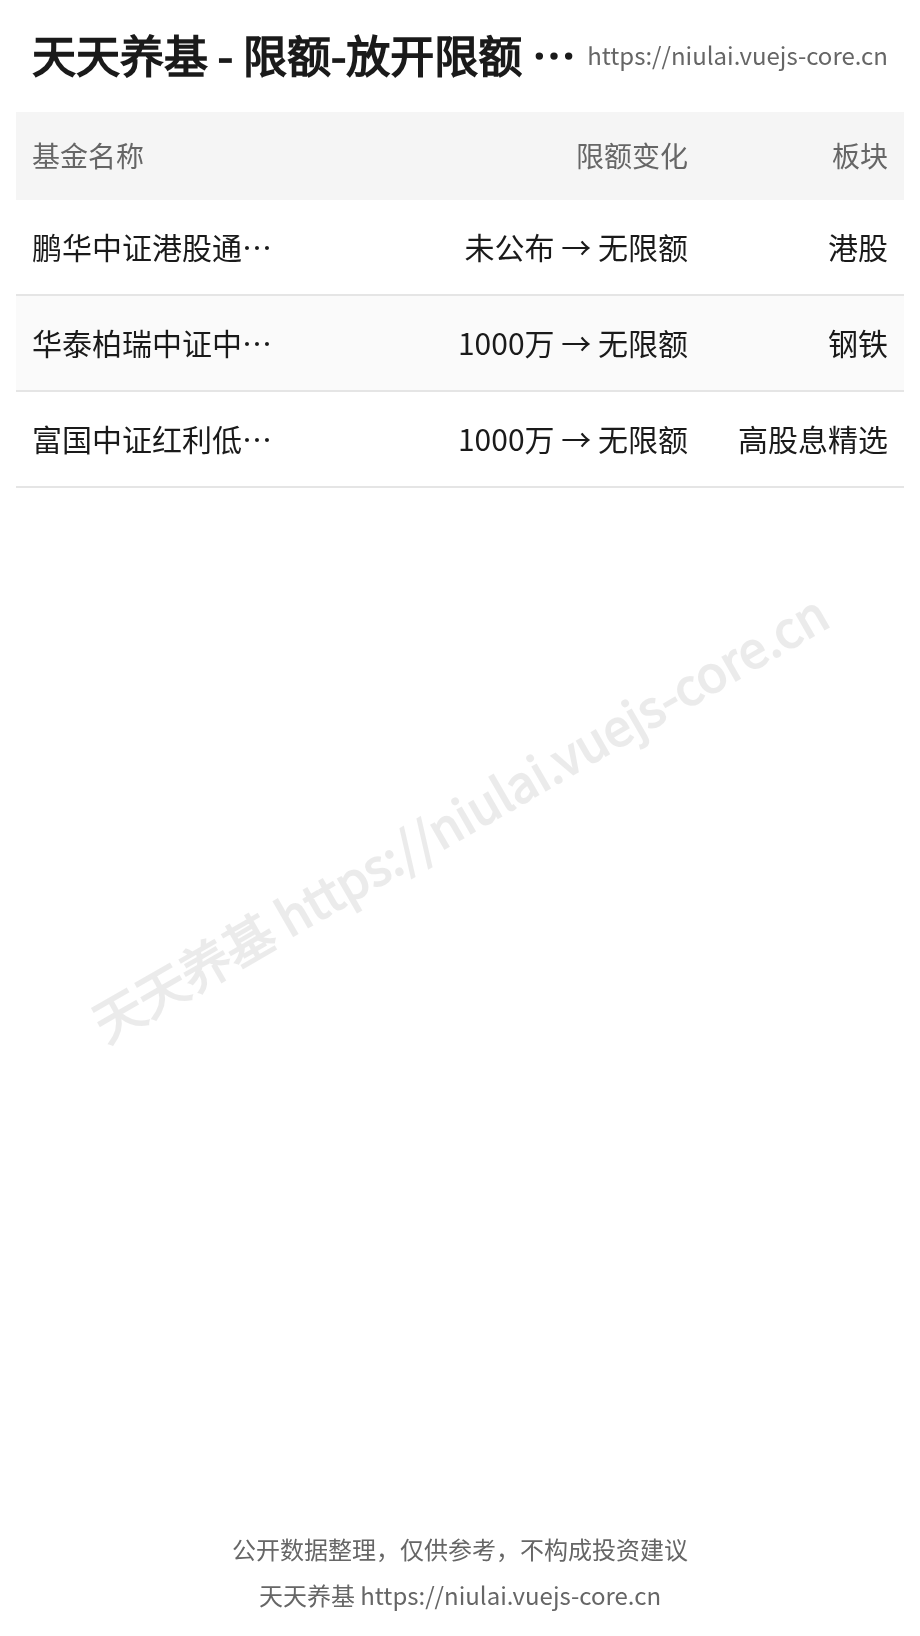 天天养基 - 限额-放开限额 … https://niulai.vuejs-core.cn
基金名称 限额变化 板块
鹏华中证港股通… 未公布 → 无限额 港股
华泰柏瑞中证中… 1000万 → 无限额 钢铁
富国中证红利低… 1000万 → 无限额 高股息精选
天天养基 https://niulai.vuejs-core.cn
公开数据整理，仅供参考，不构成投资建议
天天养基 https://niulai.vuejs-core.cn